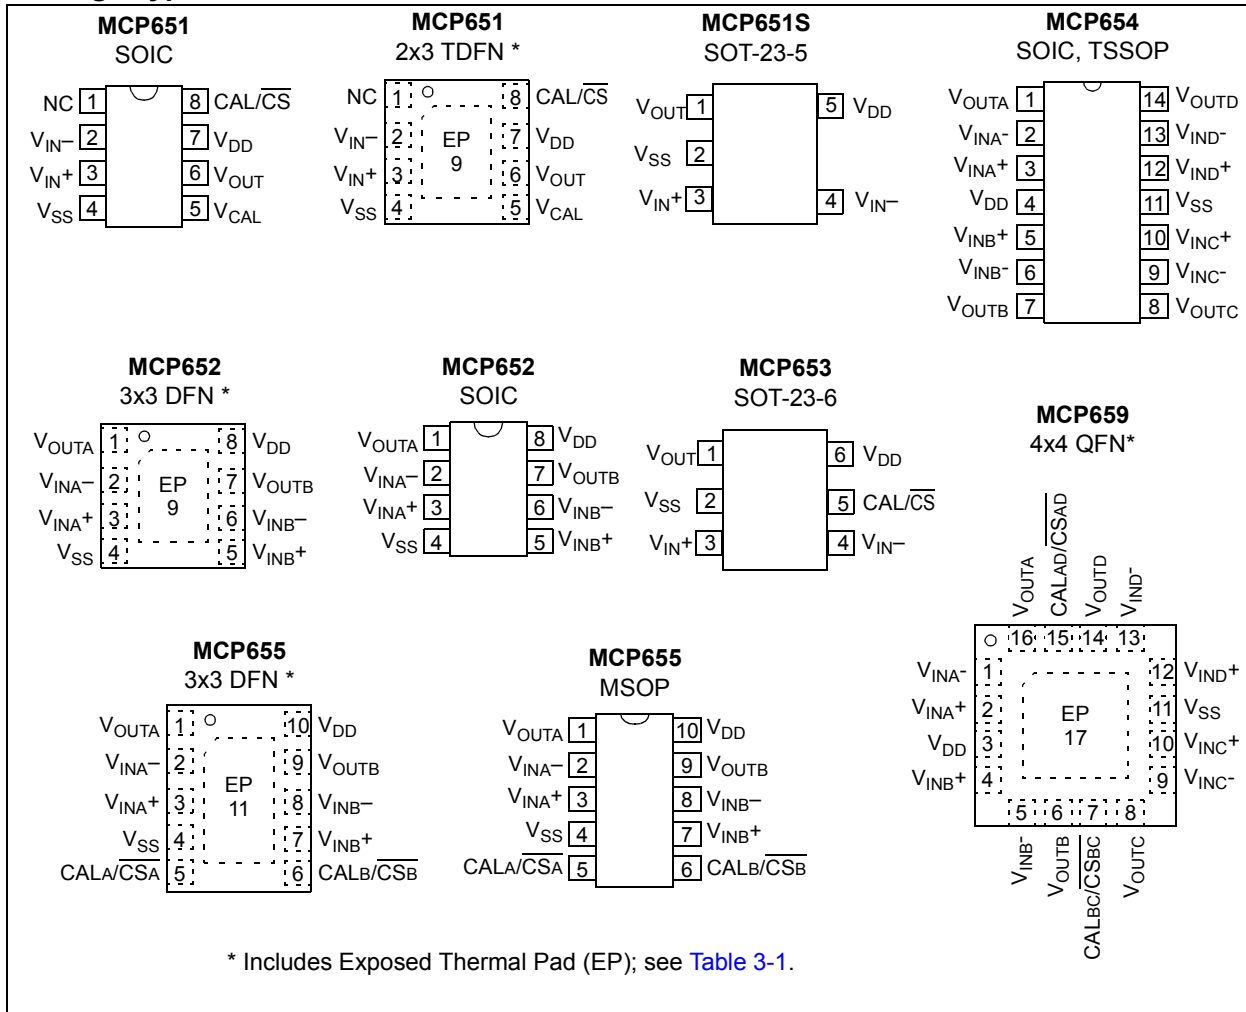 MCP651
SOIC
NC 1 8 CAL/CS
VIN– 2 7 VDD
VIN+ 3 6 VOUT
VSS 4 5 VCAL
MCP651
2x3 TDFN *
NC 1 8 CAL/CS
VIN– 2 7 VDD
VIN+ 3 6 VOUT
VSS 4 5 VCAL
EP
9
MCP651S
SOT-23-5
VOUT 1 5 VDD
VSS 2
VIN+ 3 4 VIN–
MCP654
SOIC, TSSOP
VOUTA 1 14 VOUTD
VINA- 2 13 VIND-
VINA+ 3 12 VIND+
VDD 4 11 VSS
VINB+ 5 10 VINC+
VINB- 6 9 VINC-
VOUTB 7 8 VOUTC
MCP652
3x3 DFN *
VOUTA 1 8 VDD
VINA– 2 7 VOUTB
VINA+ 3 6 VINB–
VSS 4 5 VINB+
EP
9
MCP652
SOIC
VOUTA 1 8 VDD
VINA– 2 7 VOUTB
VINA+ 3 6 VINB–
VSS 4 5 VINB+
MCP653
SOT-23-6
VOUT 1 6 VDD
VSS 2 5 CAL/CS
VIN+ 3 4 VIN–
MCP659
4x4 QFN*
VOUTA CALAD/CSAD VOUTD VIND-
16 15 14 13
VINA- 1 12 VIND+
VINA+ 2 11 VSS
VDD 3 10 VINC+
VINB+ 4 9 VINC-
EP
17
5 6 7 8
VINB- VOUTB CALBC/CSBC VOUTC
MCP655
3x3 DFN *
VOUTA 1 10 VDD
VINA– 2 9 VOUTB
VINA+ 3 8 VINB–
VSS 4 7 VINB+
CALA/CSA 5 6 CALB/CSB
EP
11
MCP655
MSOP
VOUTA 1 10 VDD
VINA– 2 9 VOUTB
VINA+ 3 8 VINB–
VSS 4 7 VINB+
CALA/CSA 5 6 CALB/CSB
* Includes Exposed Thermal Pad (EP); see Table 3-1.